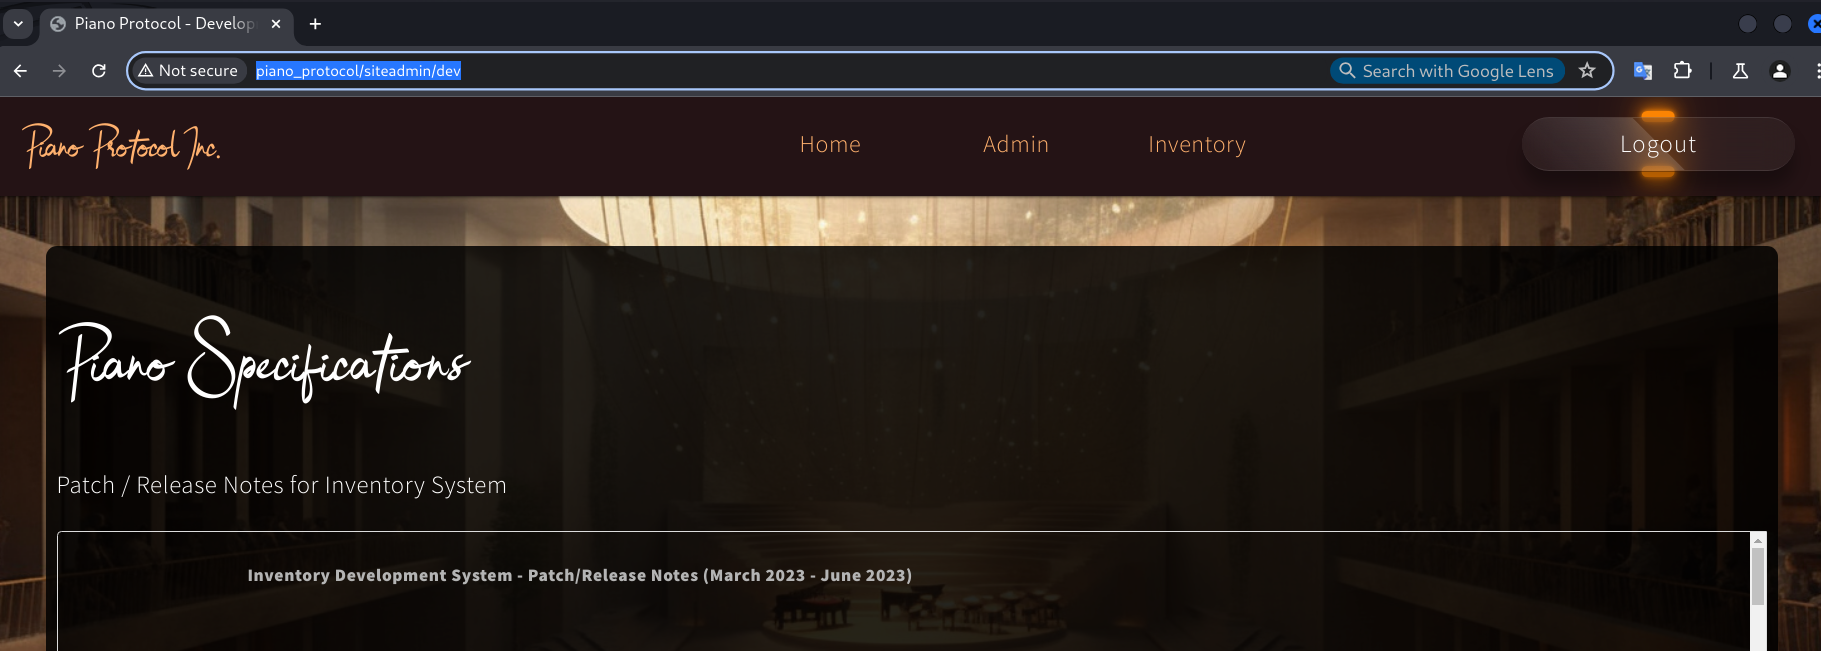 Piano Protocol - Develop
Not secure
piano_protocol/siteadmin/dev
Search with Google Lens
Piano Protocol Inc.
Home
Admin
Inventory
Logout
Piano Specifications
Patch / Release Notes for Inventory System
Inventory Development System - Patch/Release Notes (March 2023 - June 2023)